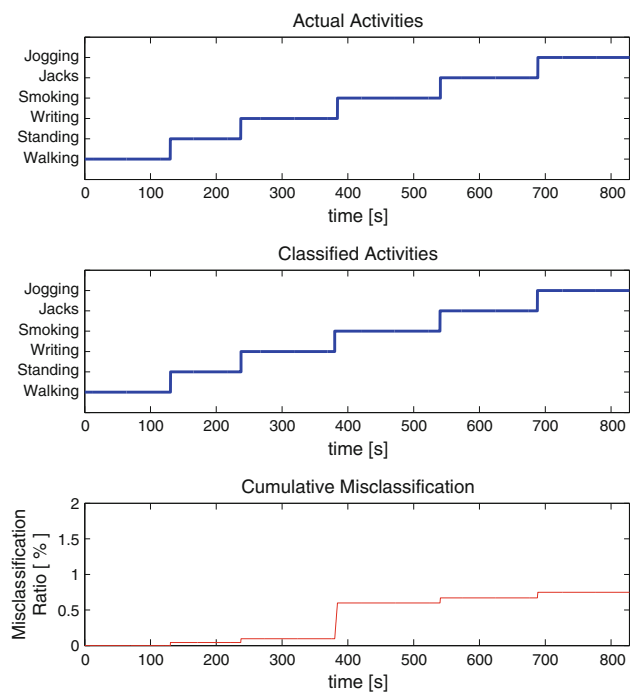 Actual Activities
Jogging
Jacks
Smoking
Writing
Standing
Walking
0 100 200 300 400 500 600 700 800
time [s]
Classified Activities
Jogging
Jacks
Smoking
Writing
Standing
Walking
0 100 200 300 400 500 600 700 800
time [s]
Cumulative Misclassification
Misclassification
Ratio [ % ]
2
1.5
1
0.5
0
0 100 200 300 400 500 600 700 800
time [s]